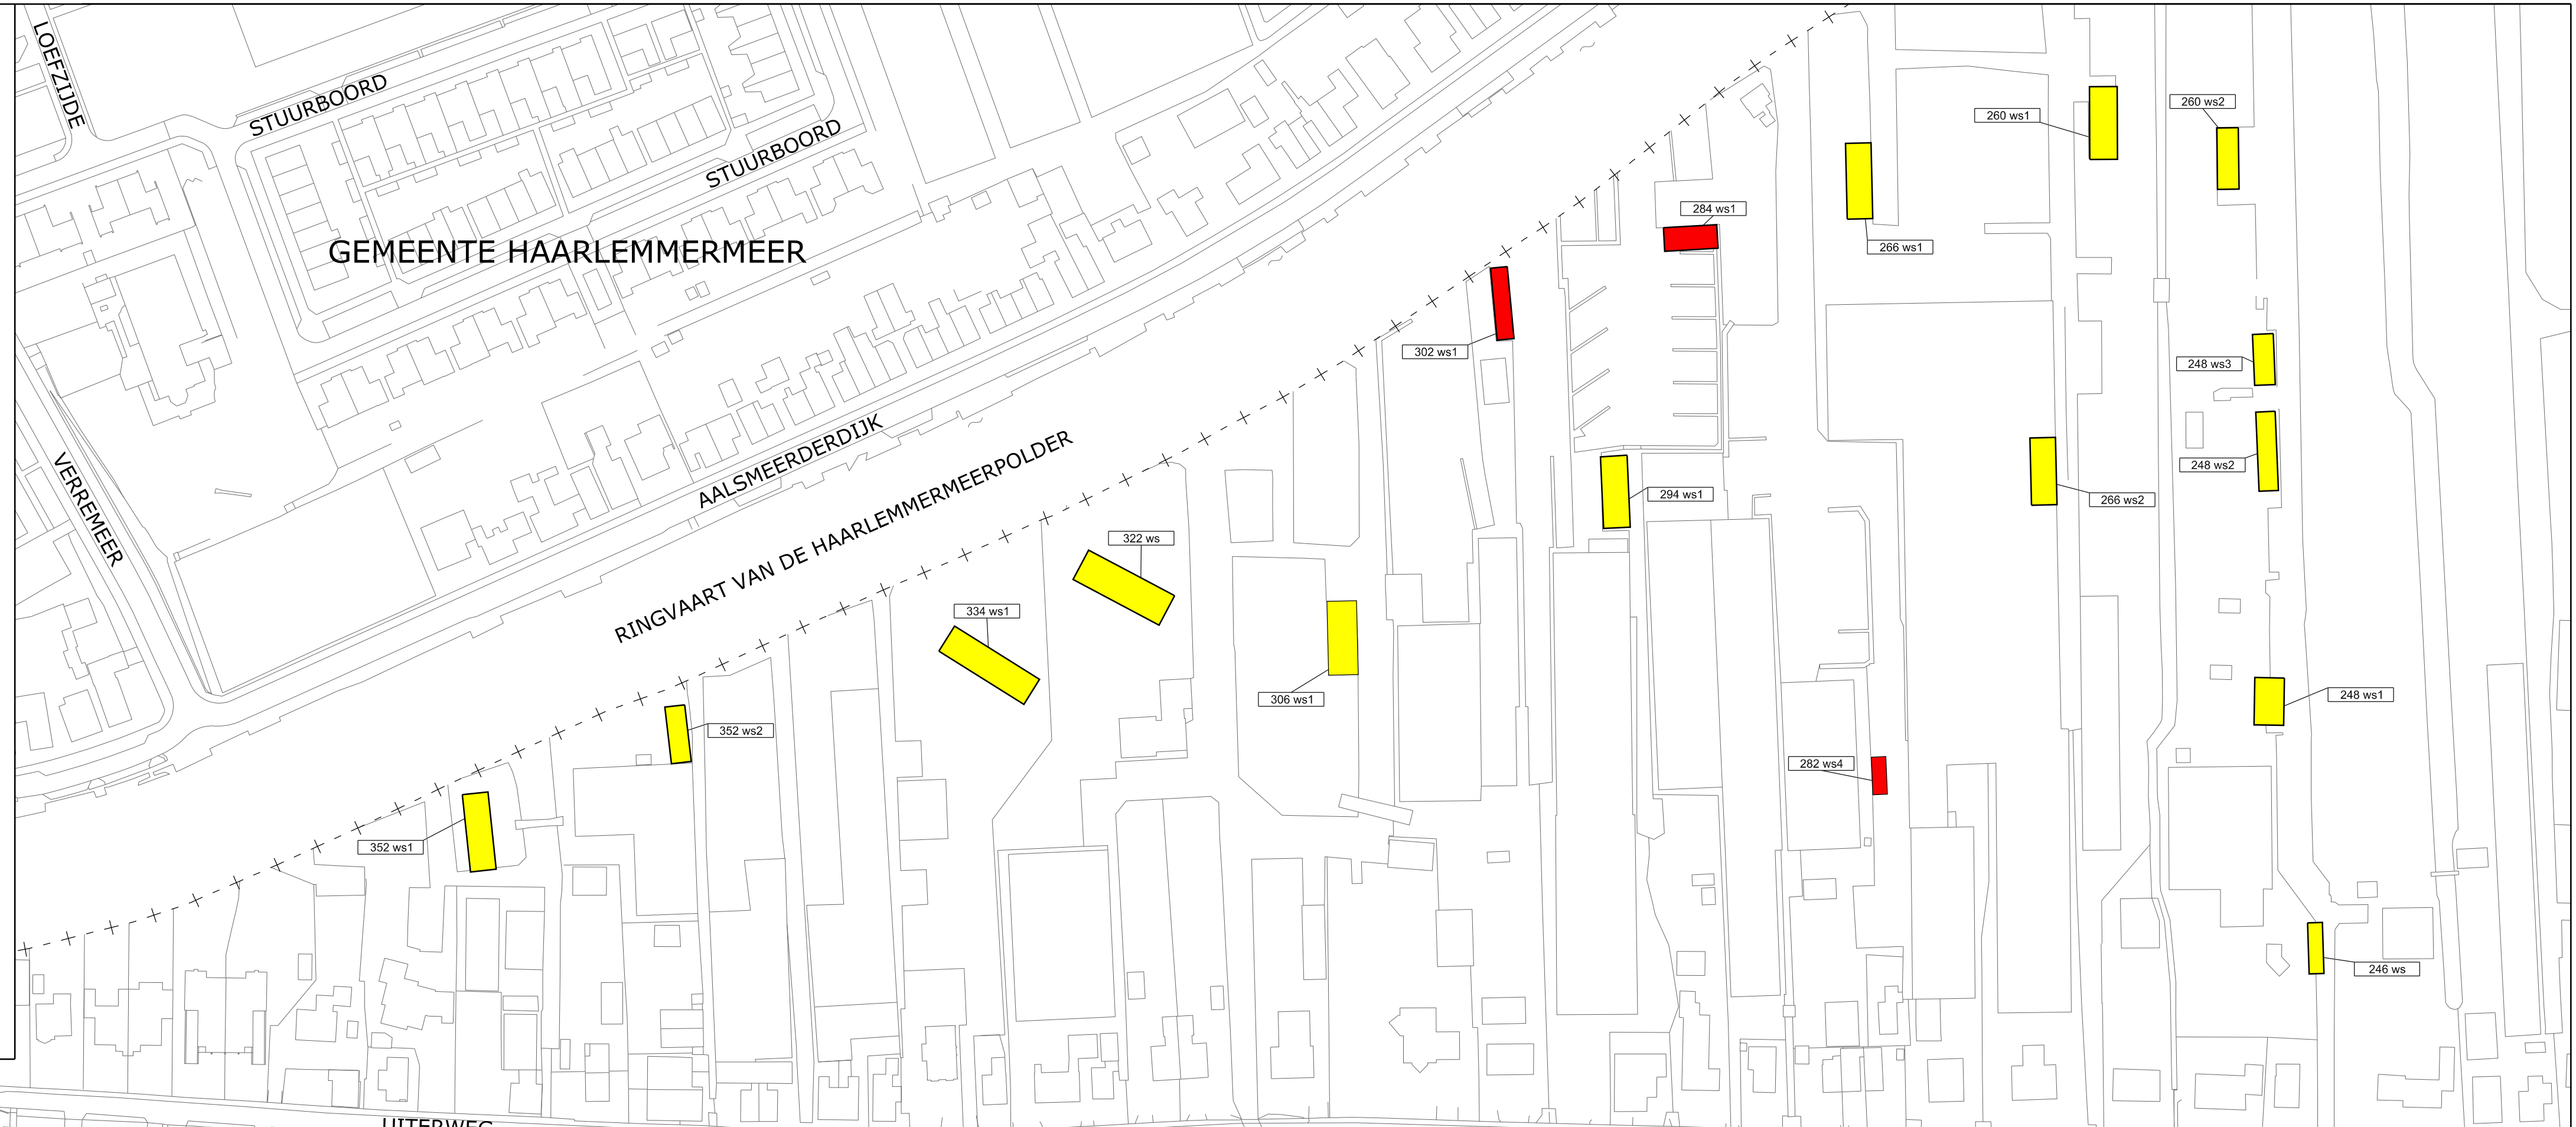 LOEFZIJDE
STUURBOORD
STUURBOORD
GEMEENTE HAARLEMMERMEER
VERREMEER
AALSMEERDERDIJK
RINGVAART VAN DE HAARLEMMERMEERPOLDER
260 ws1
260 ws2
284 ws1
266 ws1
302 ws1
248 ws3
248 ws2
294 ws1
266 ws2
322 ws
334 ws1
306 ws1
248 ws1
352 ws2
282 ws4
352 ws1
246 ws
UITERWEG